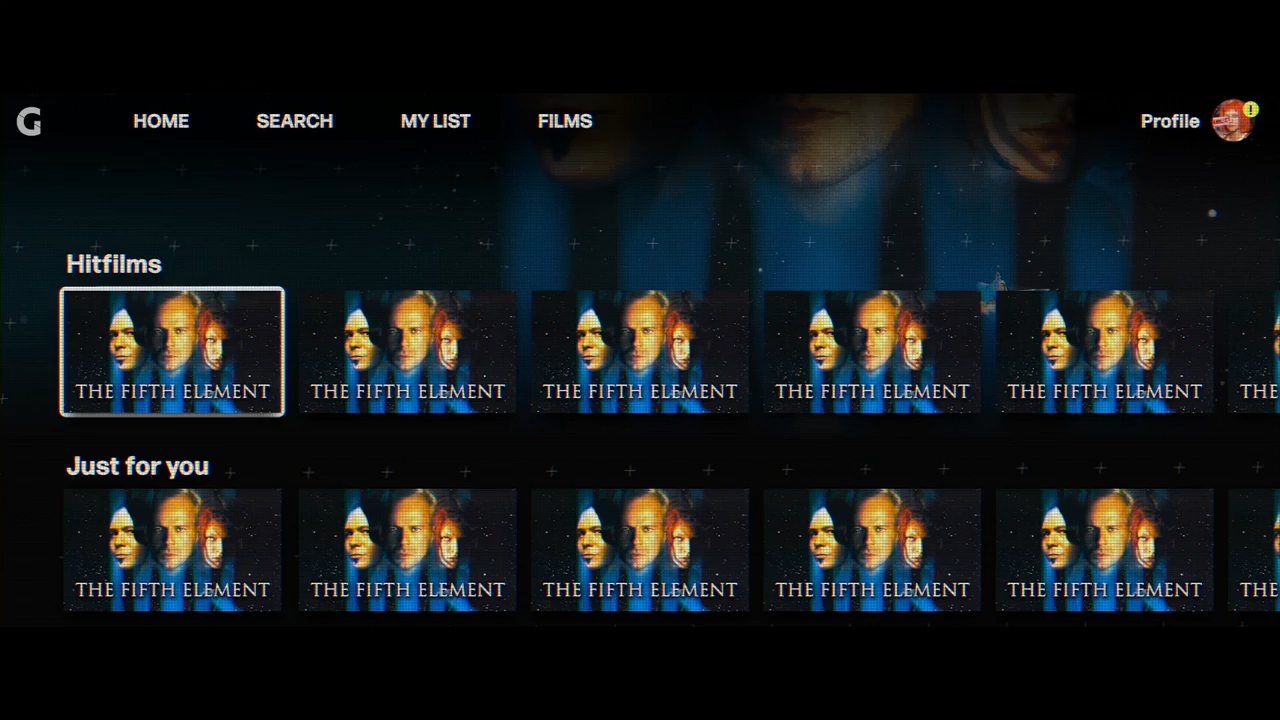 G
HOME SEARCH MY LIST FILMS Profile !
Hitfilms
THE FIFTH ELEMENT THE FIFTH ELEMENT THE FIFTH ELEMENT THE FIFTH ELEMENT THE FIFTH ELEMENT THE
Just for you
THE FIFTH ELEMENT THE FIFTH ELEMENT THE FIFTH ELEMENT THE FIFTH ELEMENT THE FIFTH ELEMENT THE